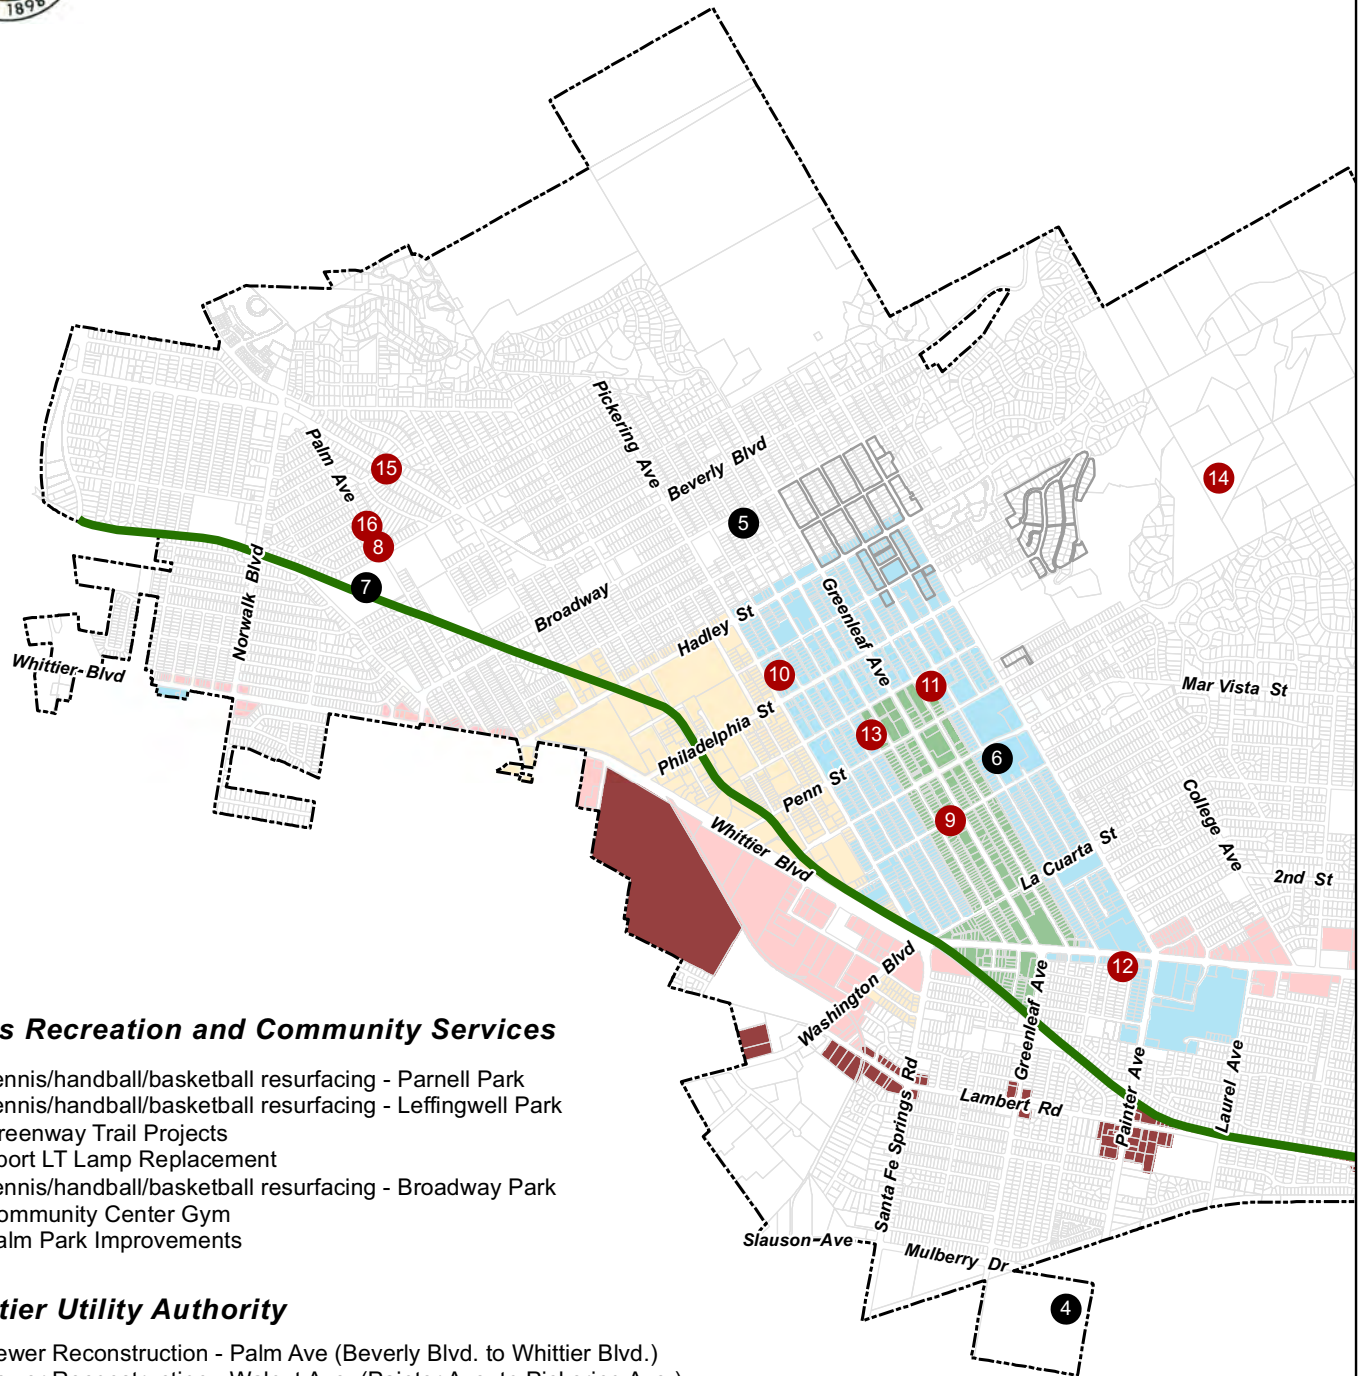 1898
Pickering Ave
Palm Ave
Beverly Blvd
15
14
16
5
8
7
Norwalk Blvd
Broadway
Greenleaf Ave
Hadley St
Whittier Blvd
10
11
Mar Vista St
Philadelphia St
13
6
Penn St
College Ave
9
Whittier Blvd
La Cuarta St
2nd St
12
Washington Blvd
Greenleaf Ave
s Recreation and Community Services
ennis/handball/basketball resurfacing - Parnell Park
ennis/handball/basketball resurfacing - Leffingwell Park
reenway Trail Projects
port LT Lamp Replacement
ennis/handball/basketball resurfacing - Broadway Park
ommunity Center Gym
alm Park Improvements
Santa Fe Springs Rd
Lambert Rd
Painter Ave
Laurel Ave
Slauson Ave
Mulberry Dr
4
tier Utility Authority
ewer Reconstruction - Palm Ave (Beverly Blvd. to Whittier Blvd.)